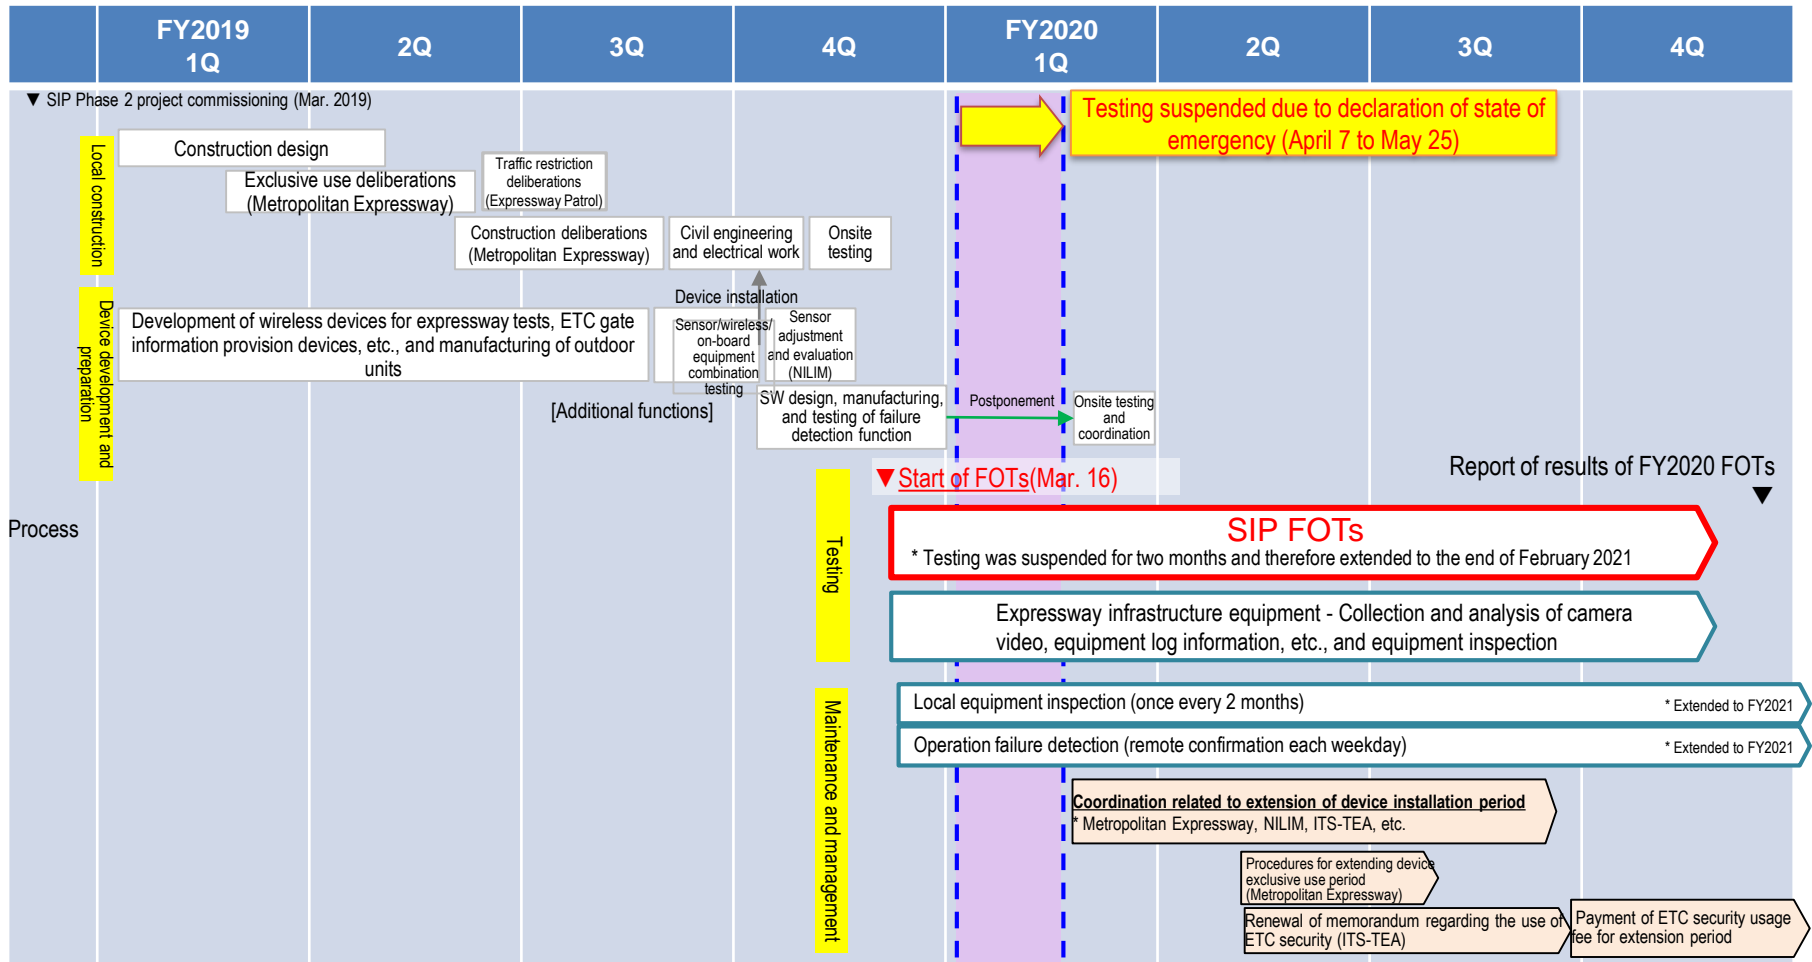 FY2019
1Q
2Q
3Q
4Q
FY2020
1Q
2Q
3Q
4Q
▼ SIP Phase 2 project commissioning (Mar. 2019)
Testing suspended due to declaration of state of
emergency (April 7 to May 25)
Local construction
Construction design
Exclusive use deliberations
(Metropolitan Expressway)
Traffic restriction
deliberations
(Expressway Patrol)
Construction deliberations
(Metropolitan Expressway)
Civil engineering
and electrical work
Onsite
testing
Device development and
preparation
Device installation
Development of wireless devices for expressway tests, ETC gate
information provision devices, etc., and manufacturing of outdoor
units
Sensor/wireless/
on-board
equipment
combination
testing
Sensor
adjustment
and evaluation
(NILIM)
[Additional functions]
SW design, manufacturing,
and testing of failure
detection function
Postponement
Onsite testing
and
coordination
▼Start of FOTs(Mar. 16)
Report of results of FY2020 FOTs
▼
Process
Testing
SIP FOTs
* Testing was suspended for two months and therefore extended to the end of February 2021
Expressway infrastructure equipment - Collection and analysis of camera
video, equipment log information, etc., and equipment inspection
Maintenance and management
Local equipment inspection (once every 2 months)
* Extended to FY2021
Operation failure detection (remote confirmation each weekday)
* Extended to FY2021
Coordination related to extension of device installation period
* Metropolitan Expressway, NILIM, ITS-TEA, etc.
Procedures for extending device
exclusive use period
(Metropolitan Expressway)
Renewal of memorandum regarding the use of
ETC security (ITS-TEA)
Payment of ETC security usage
fee for extension period